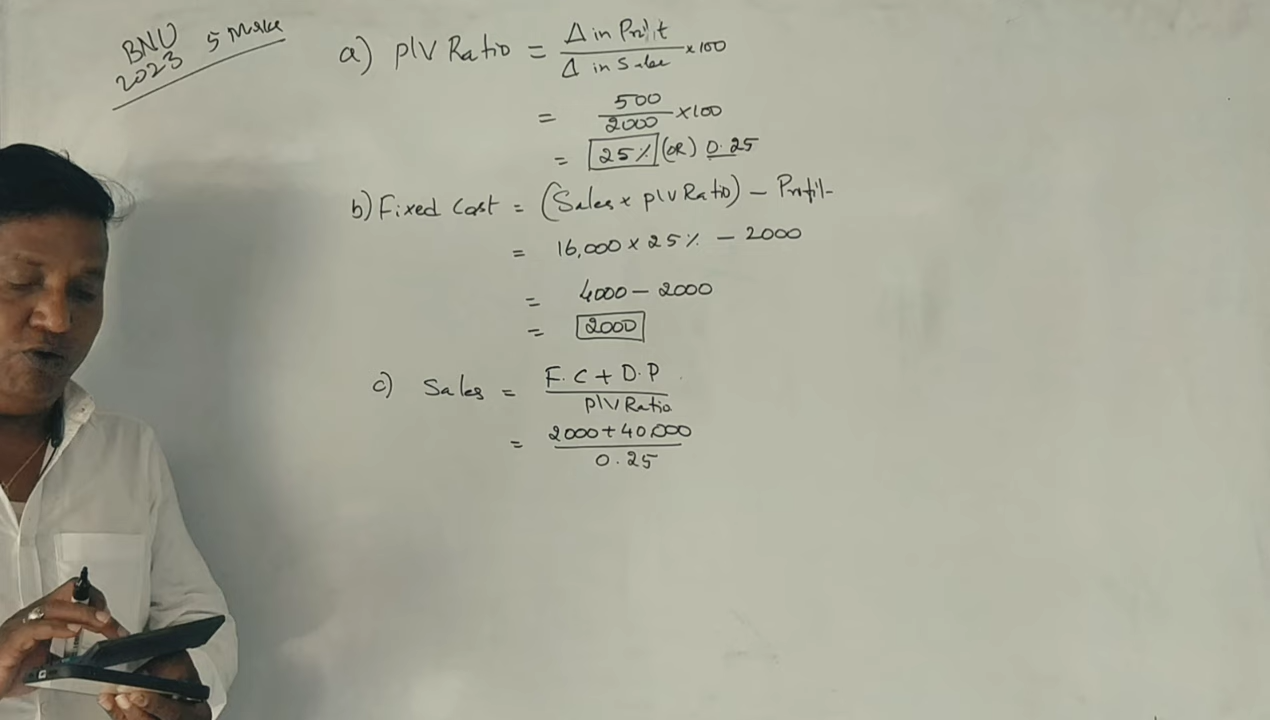 BNU
2023 5 Marks
a) P/V Ratio = Δ in Profit / Δ in Sales × 100
= 500 / 2000 × 100
= 25% (OR) 0.25
b) Fixed Cost = (Sales × P/V Ratio) – Profit
= 16,000 × 25% – 2000
= 4000 – 2000
= 2000
c) Sales = F.C + D.P / P/V Ratio
= 2000 + 40,000 / 0.25